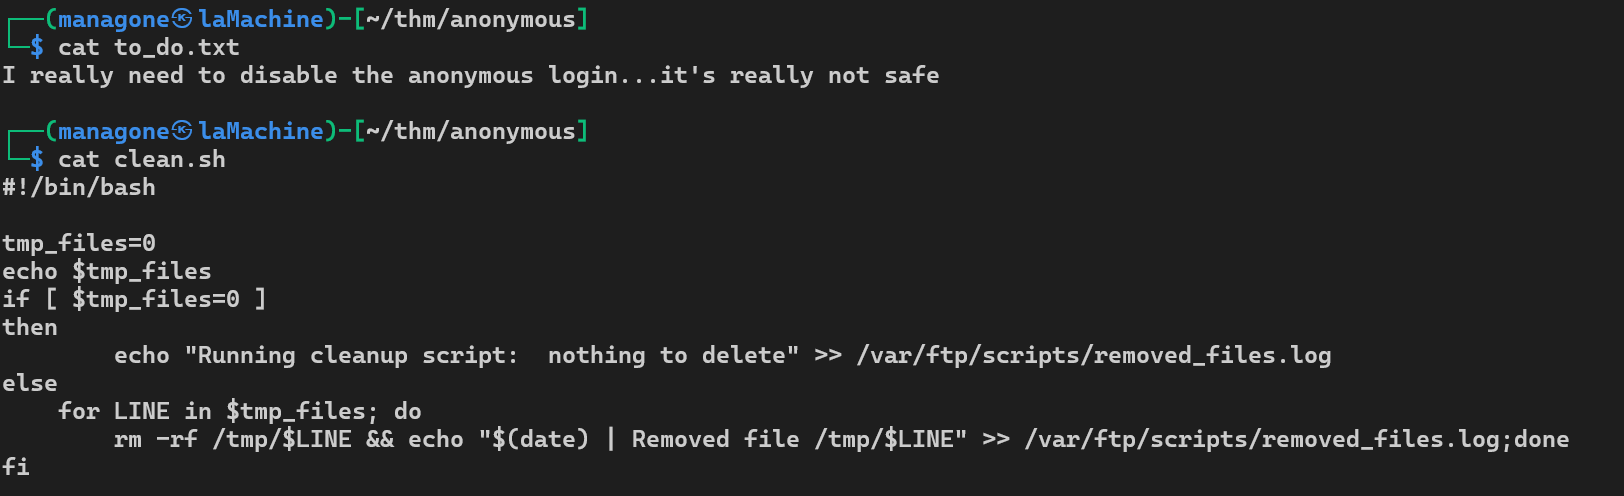 ┌──(managone㉿laMachine)-[~/thm/anonymous]
└─$ cat to_do.txt
I really need to disable the anonymous login...it's really not safe
┌──(managone㉿laMachine)-[~/thm/anonymous]
└─$ cat clean.sh
#!/bin/bash
tmp_files=0
echo $tmp_files
if [ $tmp_files=0 ]
then
        echo "Running cleanup script:  nothing to delete" >> /var/ftp/scripts/removed_files.log
else
    for LINE in $tmp_files; do
        rm -rf /tmp/$LINE && echo "$(date) | Removed file /tmp/$LINE" >> /var/ftp/scripts/removed_files.log;done
fi